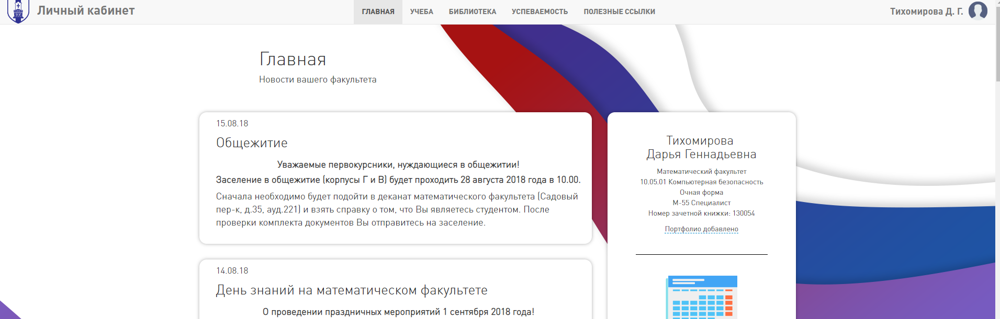 Личный кабинет
ГЛАВНАЯ
УЧЕБА
БИБЛИОТЕКА
УСПЕВАЕМОСТЬ
ПОЛЕЗНЫЕ ССЫЛКИ
Тихомирова Д. Г.
Главная
Новости вашего факультета
15.08.18
Общежитие
Уважаемые первокурсники, нуждающиеся в общежитии!
Заселение в общежитие (корпусы Г и В) будет проходить 28 августа 2018 года в 10.00.
Сначала необходимо будет подойти в деканат математического факультета (Садовый
пер-к, д.35, ауд.221) и взять справку о том, что Вы являетесь студентом. После
проверки комплекта документов Вы отправитесь на заселение.
14.08.18
День знаний на математическом факультете
О проведении праздничных мероприятий 1 сентября 2018 года!
Тихомирова
Дарья Геннадьевна
Математический факультет
10.05.01 Компьютерная безопасность
Очная форма
М-55 Специалист
Номер зачетной книжки: 130054
Портфолио добавлено